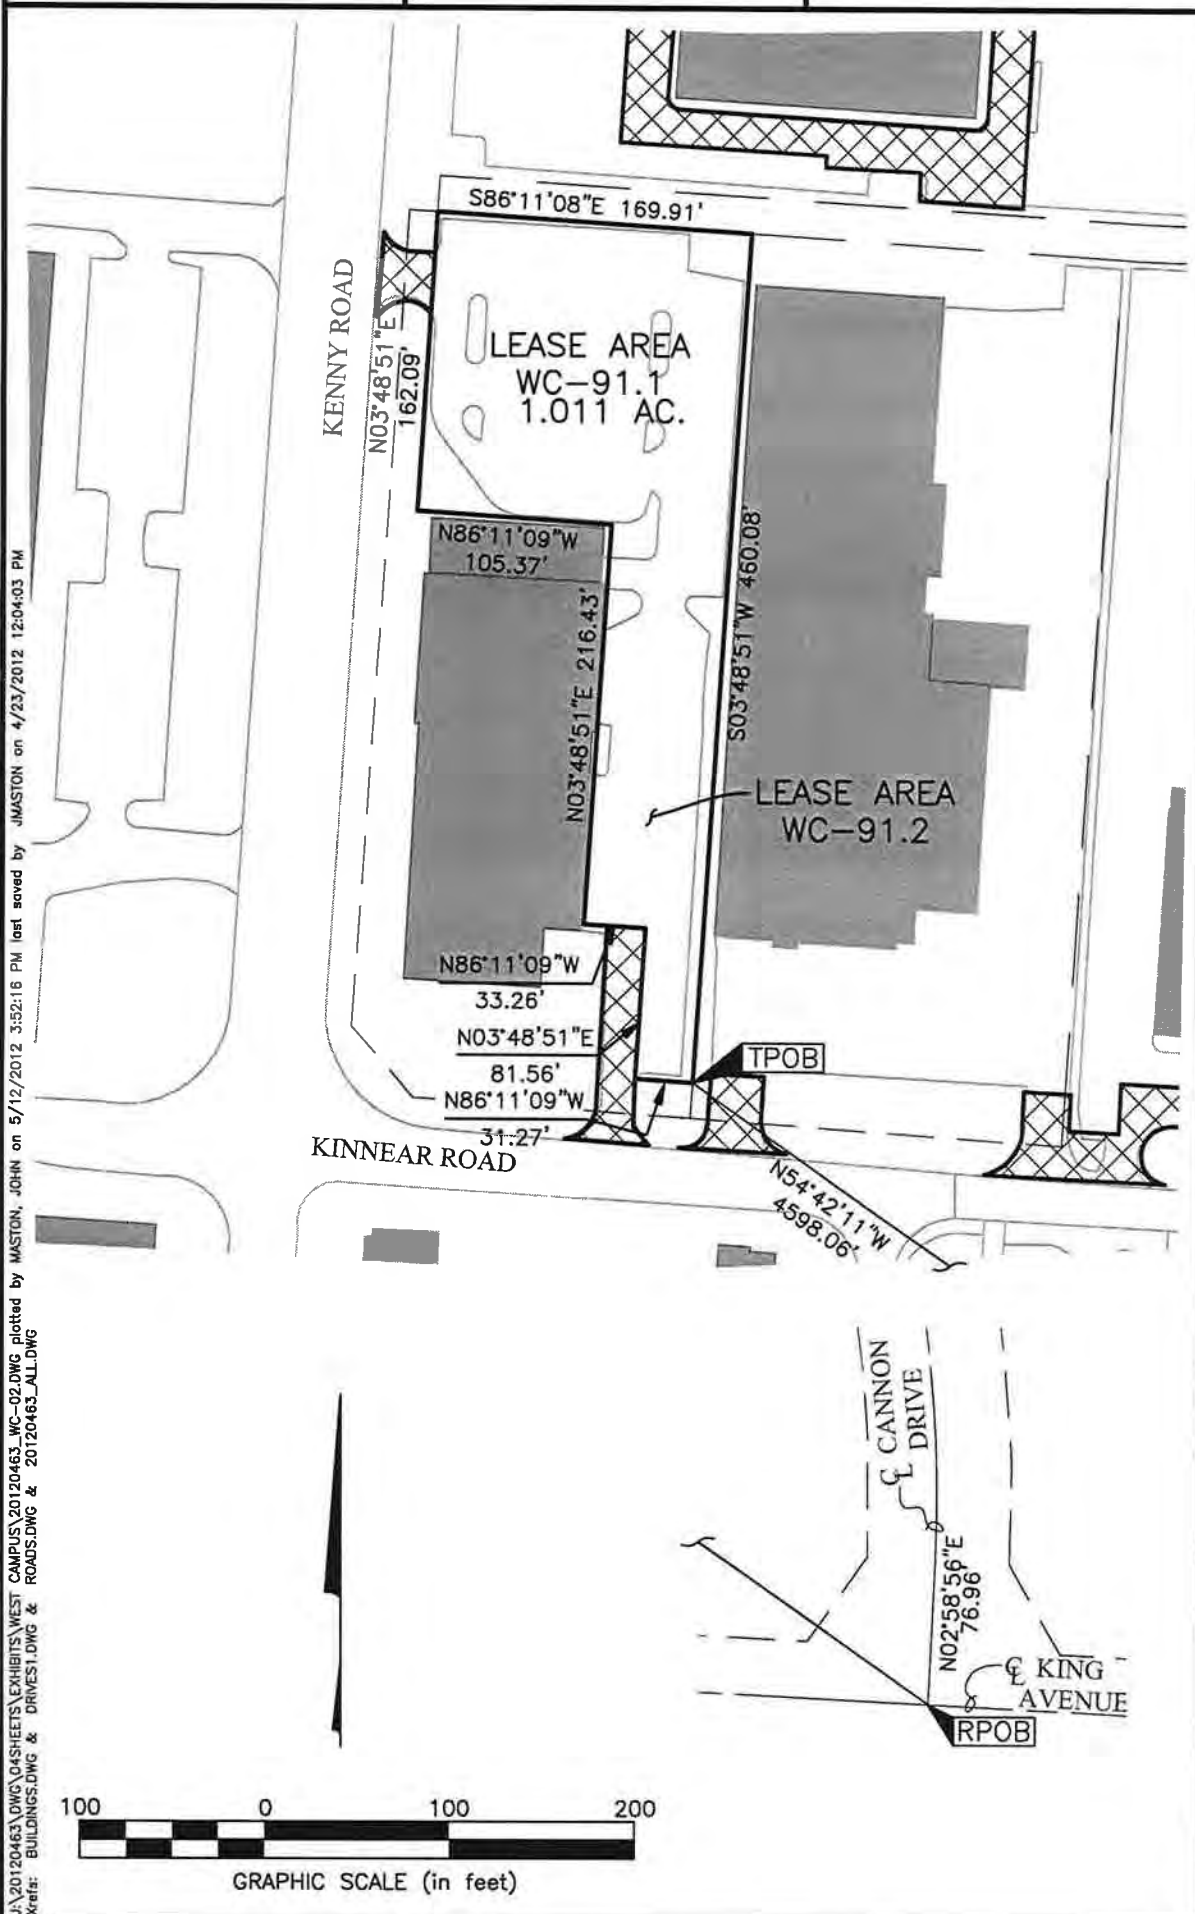 S86°11'08"E 169.91'
KENNY ROAD
N03°48'51"E
162.09'
LEASE AREA
WC-91.1
1.011 AC.
N86°11'09"W
105.37'
N03°48'51"E 216.43'
S03°48'51"W 460.08'
LEASE AREA
WC-91.2
N86°11'09"W
33.26'
N03°48'51"E
81.56'
N86°11'09"W
31.27'
TPOB
KINNEAR ROAD
N54°42'11"W
4598.06'
℄ CANNON
DRIVE
N02°58'56"E
76.96'
℄ KING
AVENUE
RPOB
100 0 100 200
GRAPHIC SCALE (in feet)
J:\20120463\DWG\04SHEETS\EXHIBITS\WEST CAMPUS\20120463_WC-02.DWG plotted by MASTON, JOHN on 5/12/2012 3:52:16 PM last saved by JMASTON on 4/23/2012 12:04:03 PM
Xrefs: BUILDINGS.DWG & DRIVES1.DWG & ROADS.DWG & 20120463_ALL.DWG